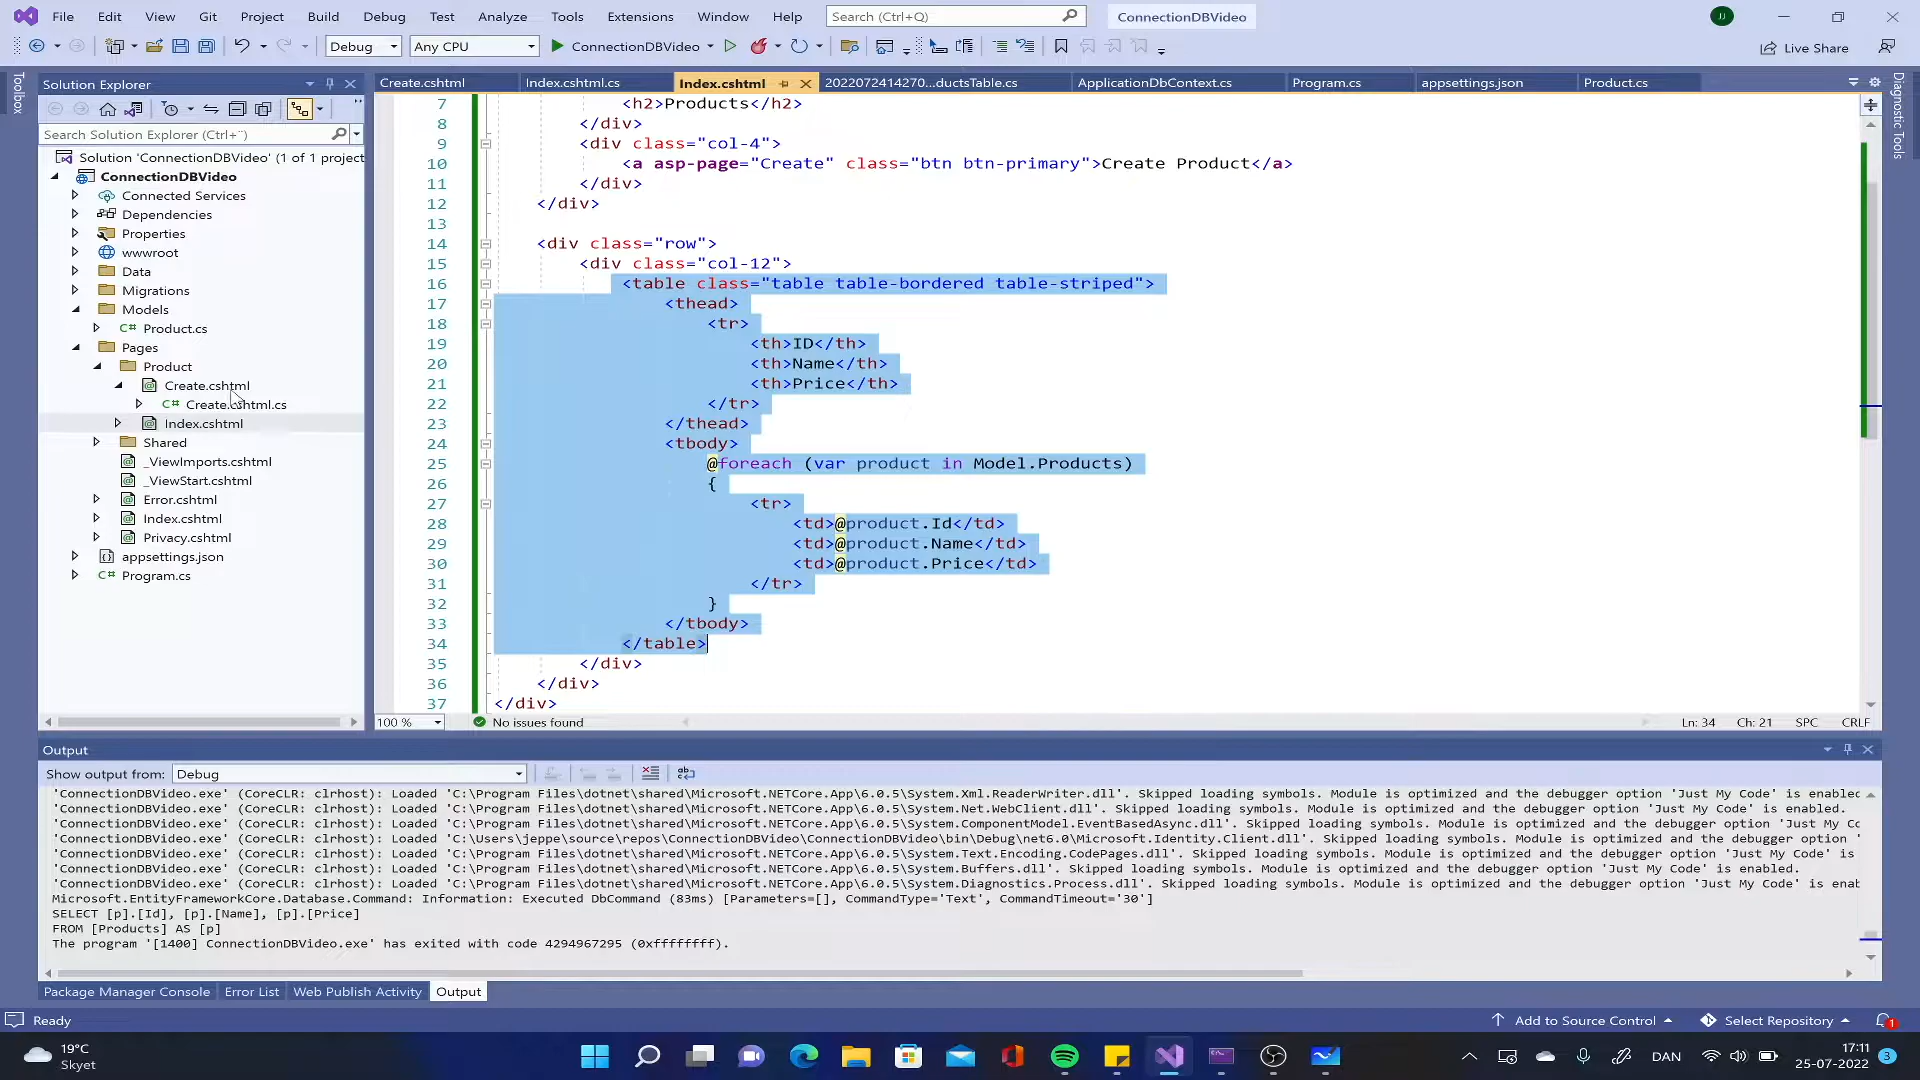 File Edit View Git Project Build Debug Test Analyze Tools Extensions Window Help Search (Ctrl+Q) ConnectionDBVideo JJ
Debug Any CPU ConnectionDBVideo Live Share
Toolbox
Solution Explorer
Search Solution Explorer (Ctrl+¨)
Solution 'ConnectionDBVideo' (1 of 1 project
ConnectionDBVideo
Connected Services
Dependencies
Properties
wwwroot
Data
Migrations
Models
C# Product.cs
Pages
Product
Create.cshtml
C# Create.cshtml.cs
Index.cshtml
Shared
_ViewImports.cshtml
_ViewStart.cshtml
Error.cshtml
Index.cshtml
Privacy.cshtml
appsettings.json
C# Program.cs
Create.cshtml Index.cshtml.cs Index.cshtml 2022072414270...ductsTable.cs ApplicationDbContext.cs Program.cs appsettings.json Product.cs
7 <h2>Products</h2>
8 </div>
9 <div class="col-4">
10 <a asp-page="Create" class="btn btn-primary">Create Product</a>
11 </div>
12 </div>
13
14 <div class="row">
15 <div class="col-12">
16 <table class="table table-bordered table-striped">
17 <thead>
18 <tr>
19 <th>ID</th>
20 <th>Name</th>
21 <th>Price</th>
22 </tr>
23 </thead>
24 <tbody>
25 @foreach (var product in Model.Products)
26 {
27 <tr>
28 <td>@product.Id</td>
29 <td>@product.Name</td>
30 <td>@product.Price</td>
31 </tr>
32 }
33 </tbody>
34 </table>
35 </div>
36 </div>
37 </div>
100 % No issues found Ln: 34 Ch: 21 SPC CRLF
Diagnostic Tools
Output
Show output from: Debug
'ConnectionDBVideo.exe' (CoreCLR: clrhost): Loaded 'C:\Program Files\dotnet\shared\Microsoft.NETCore.App\6.0.5\System.Xml.ReaderWriter.dll'. Skipped loading symbols. Module is optimized and the debugger option 'Just My Code' is enabled
'ConnectionDBVideo.exe' (CoreCLR: clrhost): Loaded 'C:\Program Files\dotnet\shared\Microsoft.NETCore.App\6.0.5\System.Net.WebClient.dll'. Skipped loading symbols. Module is optimized and the debugger option 'Just My Code' is enabled.
'ConnectionDBVideo.exe' (CoreCLR: clrhost): Loaded 'C:\Program Files\dotnet\shared\Microsoft.NETCore.App\6.0.5\System.ComponentModel.EventBasedAsync.dll'. Skipped loading symbols. Module is optimized and the debugger option 'Just My Co
'ConnectionDBVideo.exe' (CoreCLR: clrhost): Loaded 'C:\Users\jeppe\source\repos\ConnectionDBVideo\ConnectionDBVideo\bin\Debug\net6.0\Microsoft.Identity.Client.dll'. Skipped loading symbols. Module is optimized and the debugger option '
'ConnectionDBVideo.exe' (CoreCLR: clrhost): Loaded 'C:\Program Files\dotnet\shared\Microsoft.NETCore.App\6.0.5\System.Text.Encoding.CodePages.dll'. Skipped loading symbols. Module is optimized and the debugger option 'Just My Code' is
'ConnectionDBVideo.exe' (CoreCLR: clrhost): Loaded 'C:\Program Files\dotnet\shared\Microsoft.NETCore.App\6.0.5\System.Buffers.dll'. Skipped loading symbols. Module is optimized and the debugger option 'Just My Code' is enabled.
'ConnectionDBVideo.exe' (CoreCLR: clrhost): Loaded 'C:\Program Files\dotnet\shared\Microsoft.NETCore.App\6.0.5\System.Diagnostics.Process.dll'. Skipped loading symbols. Module is optimized and the debugger option 'Just My Code' is enab
Microsoft.EntityFrameworkCore.Database.Command: Information: Executed DbCommand (83ms) [Parameters=[], CommandType='Text', CommandTimeout='30']
SELECT [p].[Id], [p].[Name], [p].[Price]
FROM [Products] AS [p]
The program '[1400] ConnectionDBVideo.exe' has exited with code 4294967295 (0xffffffff).
Package Manager Console Error List Web Publish Activity Output
Ready Add to Source Control Select Repository 1
19°C
Skyet
DAN
17:11
25-07-2022 3